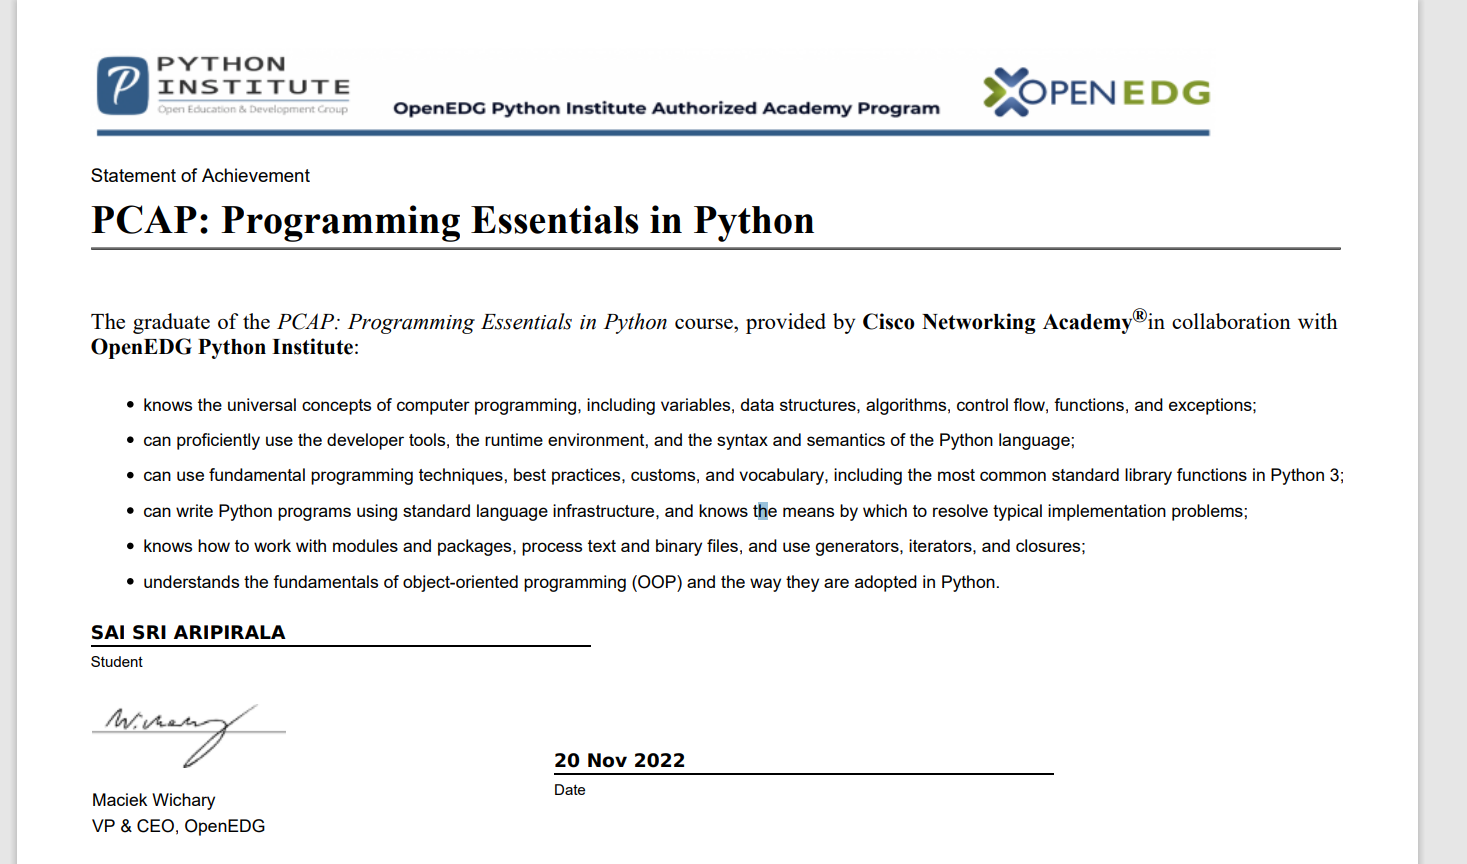 PYTHON
INSTITUTE
Open Education & Development Group
OpenEDG Python Institute Authorized Academy Program
OPENEDG
Statement of Achievement
PCAP: Programming Essentials in Python
The graduate of the PCAP: Programming Essentials in Python course, provided by Cisco Networking Academy®in collaboration with
OpenEDG Python Institute:
• knows the universal concepts of computer programming, including variables, data structures, algorithms, control flow, functions, and exceptions;
• can proficiently use the developer tools, the runtime environment, and the syntax and semantics of the Python language;
• can use fundamental programming techniques, best practices, customs, and vocabulary, including the most common standard library functions in Python 3;
• can write Python programs using standard language infrastructure, and knows the means by which to resolve typical implementation problems;
• knows how to work with modules and packages, process text and binary files, and use generators, iterators, and closures;
• understands the fundamentals of object-oriented programming (OOP) and the way they are adopted in Python.
SAI SRI ARIPIRALA
Student
W.Wichary
20 Nov 2022
Date
Maciek Wichary
VP & CEO, OpenEDG